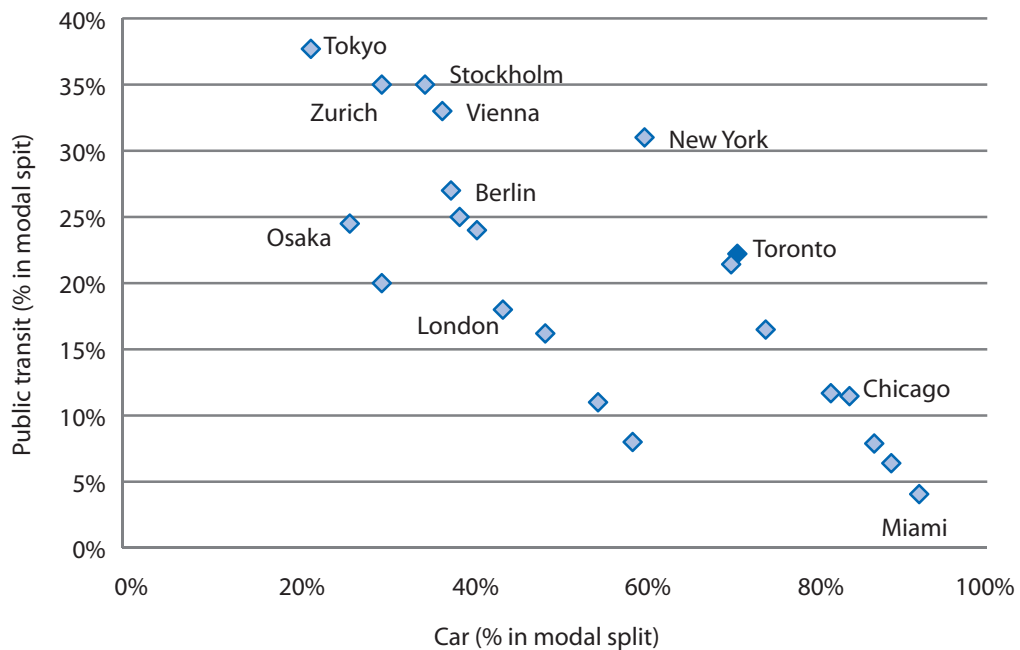 40%
Tokyo
Stockholm
35%
Zurich
Vienna
New York
30%
Berlin
25%
Osaka
Toronto
20%
London
15%
Chicago
10%
5%
Miami
0%
Public transit (% in modal spit)
0%
20%
40%
60%
80%
100%
Car (% in modal split)